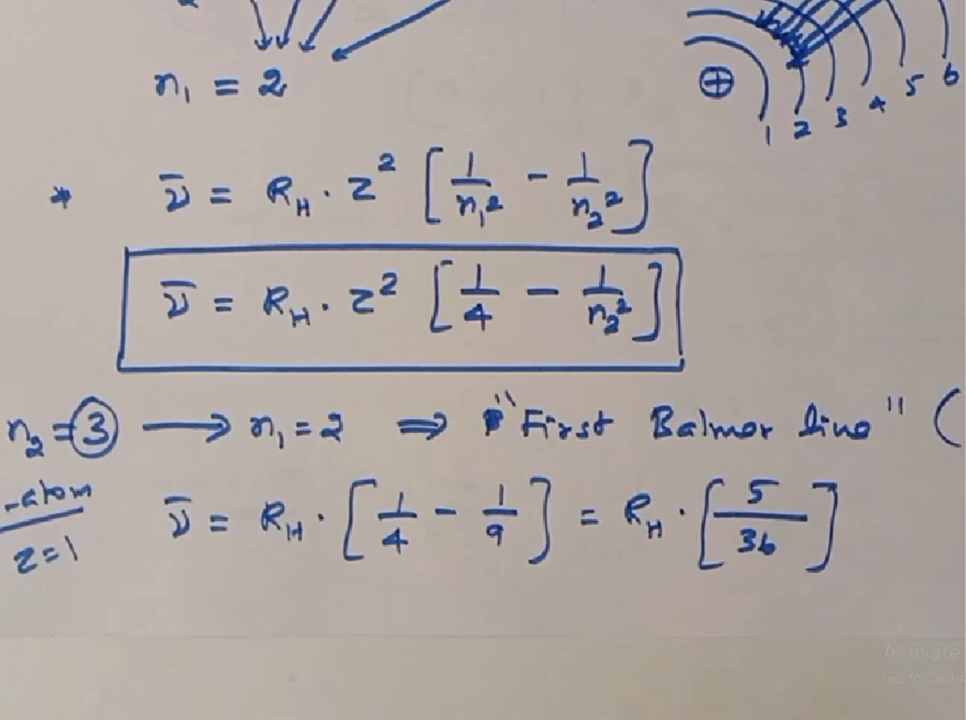 n₁ = 2
⊕ 1 2 3 4 5 6
* ν̄ = R_H · Z² [1/n₁² - 1/n₂²]
ν̄ = R_H · Z² [1/4 - 1/n₂²]
n₂ = 3 ⟶ n₁ = 2 ⇒ "First Balmer line" (
-atom
z=1
ν̄ = R_H · [1/4 - 1/9] = R_H · [5/36]
Activate